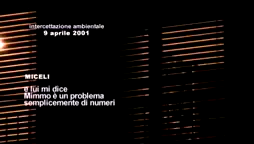 intercettazione ambientale
9 aprile 2001
MICELI
e lui mi dice
Mimmo è un problema
semplicemente di numeri